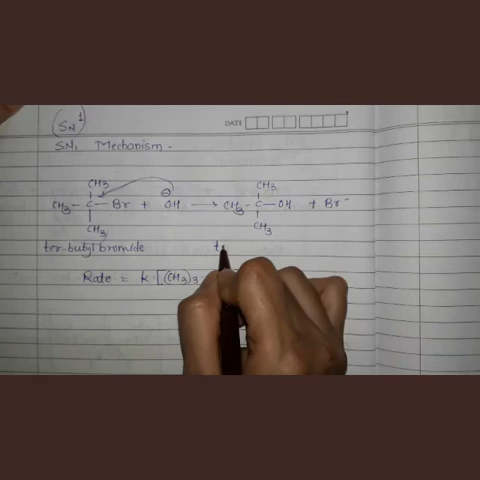 SN1
DATE
SN1 Mechanism -
CH3 CH3
CH3 - C - Br + OH → CH3 - C - OH + Br-
CH3 CH3
ter-butyl bromide t
Rate = k [(CH3)3